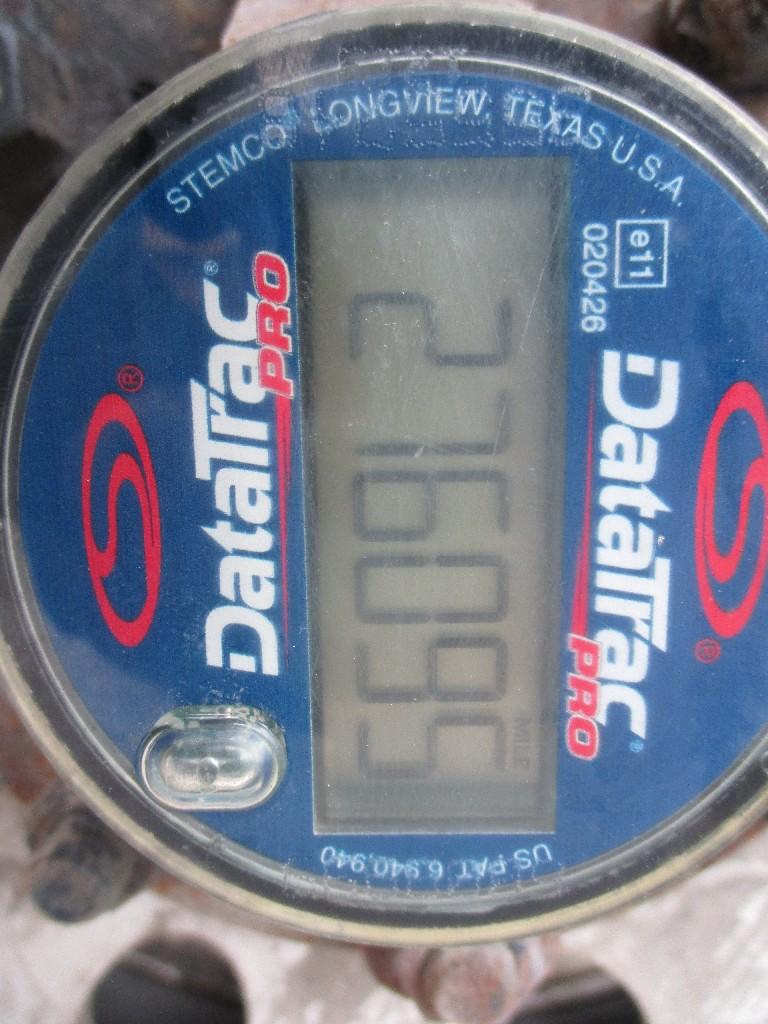 STEMCO® LONGVIEW, TEXAS U.S.A.
e11
020426
DataTrac®
PRO
S®
276095
MILE
DataTrac®
PRO
S®
US PAT. 6,940,940